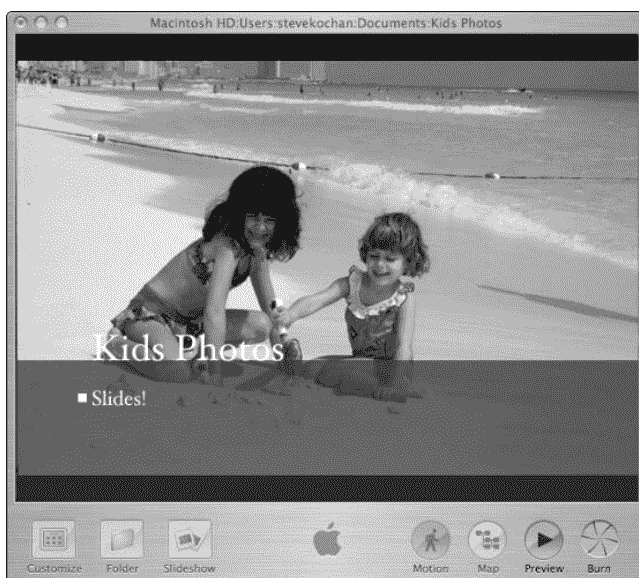 Macintosh HD:Users:stevekochan:Documents:Kids Photos
Kids Photos
Slides!
Customize
Folder
Slideshow
Motion
Map
Preview
Burn